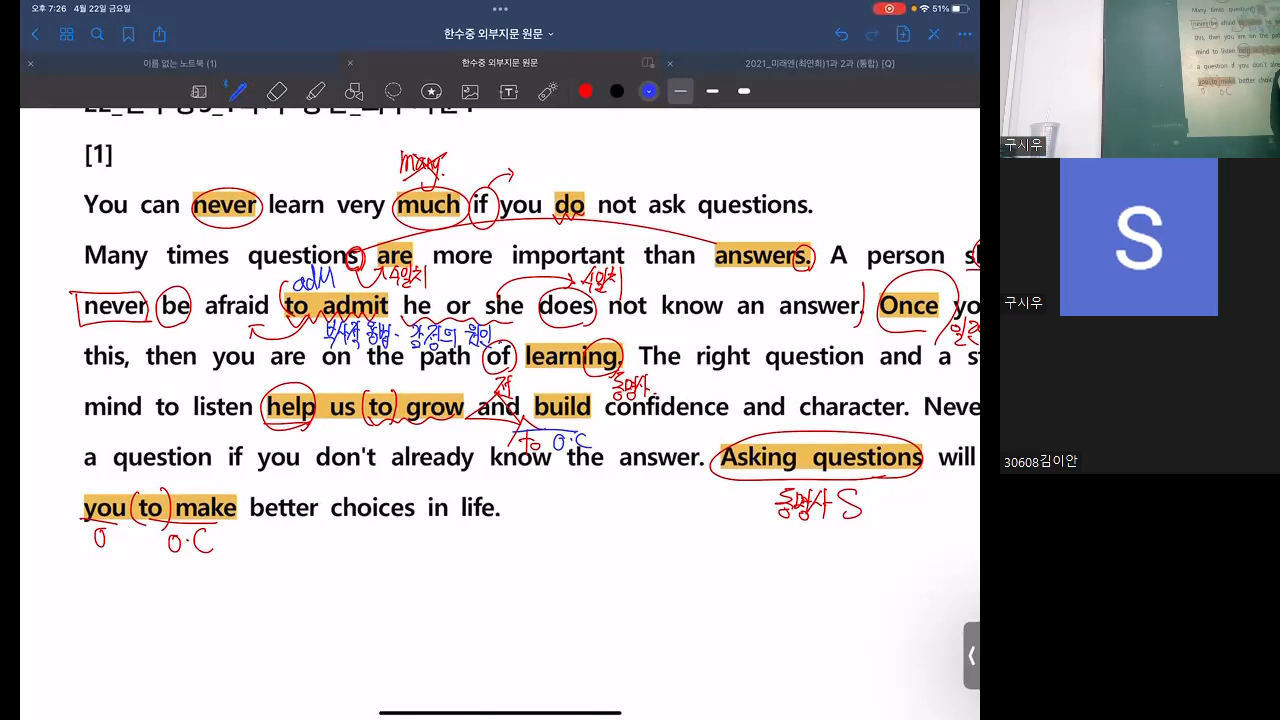 오후 7:26 4월 22일 금요일
51%
한수중 외부지문 원문
이름 없는 노트북 (1)
한수중 외부지문 원문
2021_미래엔(최연희)1과 2과 (통합) [Q]
[1]
many
You can never learn very much if you do not ask questions.
Many times questions are more important than answers. A person s
adv 수일치 수일치
never be afraid to admit he or she does not know an answer. Once yo
부사적 용법 - 감정의 원인
this, then you are on the path of learning. The right question and a st
전 동명사
mind to listen help us to grow and build confidence and character. Neve
to O·C
a question if you don't already know the answer. Asking questions will
동명사 S
you to make better choices in life.
O O·C
구시우
S
구시우
30608김이안